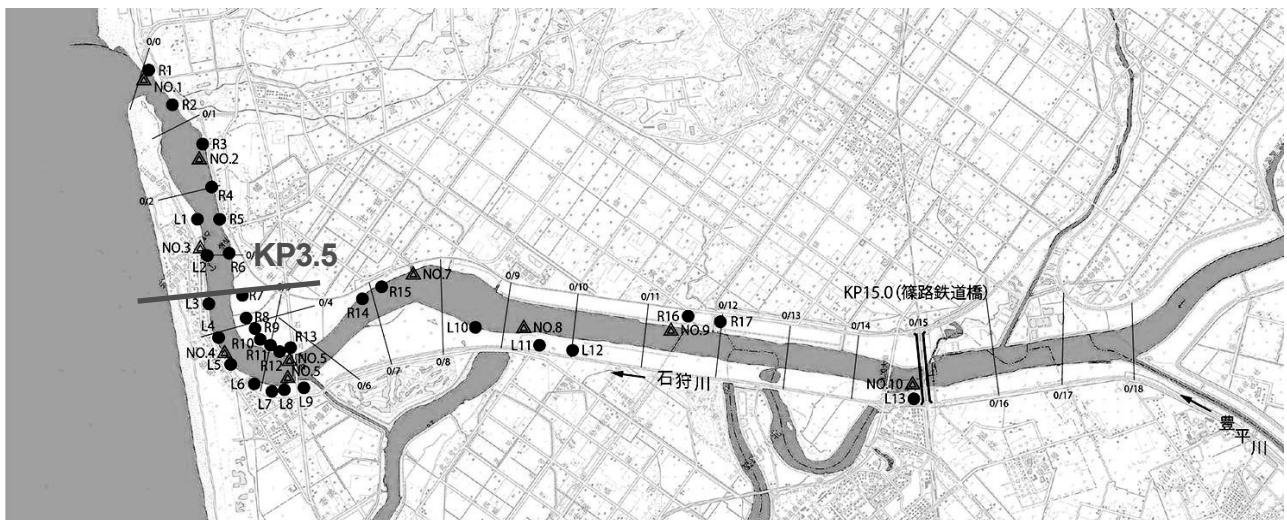 0/0
R1
NO.1
R2
0/1
R3
NO.2
R4
0/2
L1
R5
NO.3
L2
R6
0/
KP3.5
L3
R7
R8
0/4
L4
R9
R10
R13
R11
R12
NO.4
NO.5
L5
NO.5
L6
L7
L8
L9
0/6
0/7
R14
R15
NO.7
0/8
0/9
L10
NO.8
0/10
L11
L12
0/11
R16
0/12
NO.9
R17
0/13
0/14
KP15.0(篠路鉄道橋)
0/15
NO.10
L13
0/16
0/17
0/18
石狩川
豊平川